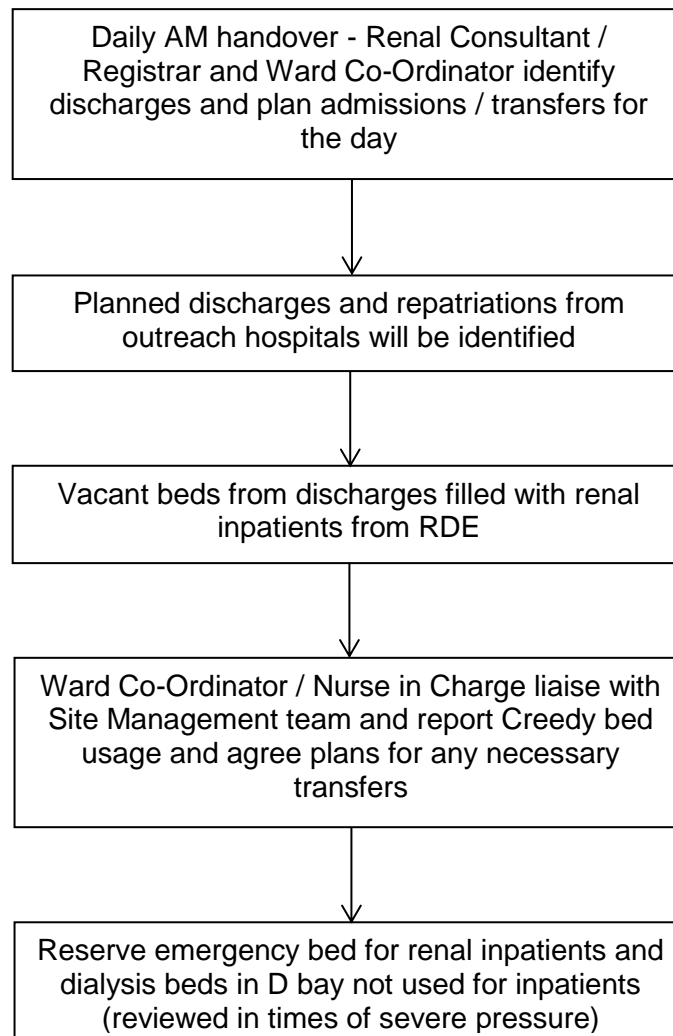 Daily AM handover - Renal Consultant /
Registrar and Ward Co-Ordinator identify
discharges and plan admissions / transfers for
the day
Planned discharges and repatriations from
outreach hospitals will be identified
Vacant beds from discharges filled with renal
inpatients from RDE
Ward Co-Ordinator / Nurse in Charge liaise with
Site Management team and report Creedy bed
usage and agree plans for any necessary
transfers
Reserve emergency bed for renal inpatients and
dialysis beds in D bay not used for inpatients
(reviewed in times of severe pressure)